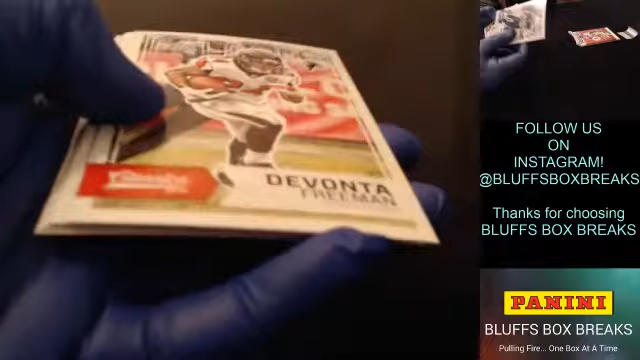 DEVONTA
FREEMAN
FOLLOW US
ON
INSTAGRAM!
@BLUFFSBOXBREAKS
Thanks for choosing
BLUFFS BOX BREAKS
PANINI
BLUFFS BOX BREAKS
Pulling Fire... One Box At A Time